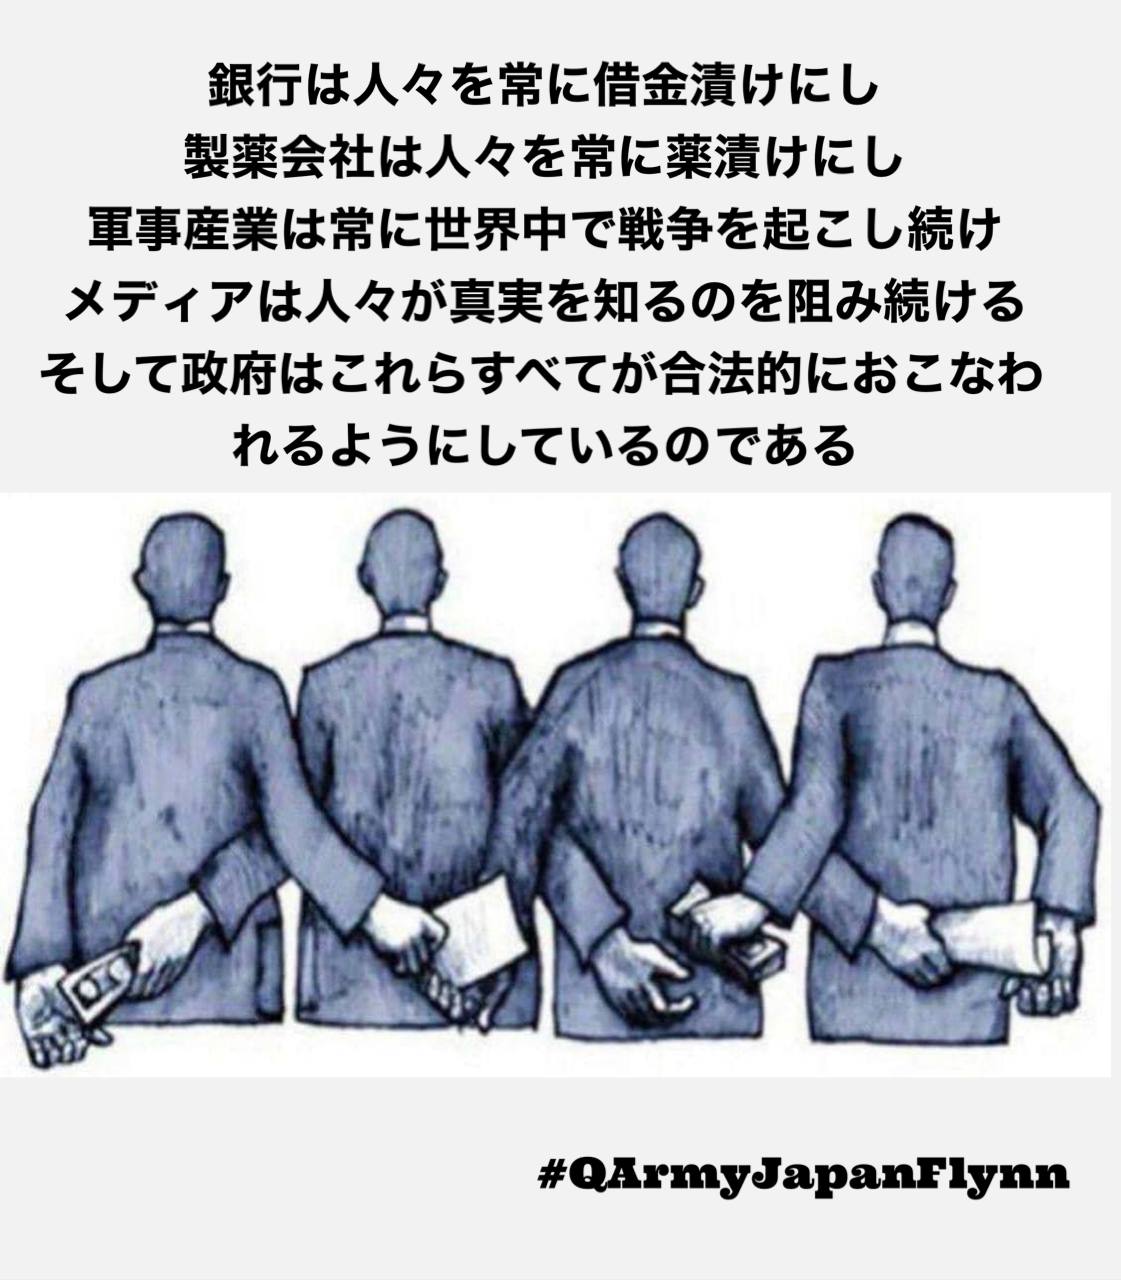 銀行は人々を常に借金漬けにし
製薬会社は人々を常に薬漬けにし
軍事産業は常に世界中で戦争を起こし続け
メディアは人々が真実を知るのを阻み続ける
そして政府はこれらすべてが合法的におこなわ
れるようにしているのである
#QArmyJapanFlynn